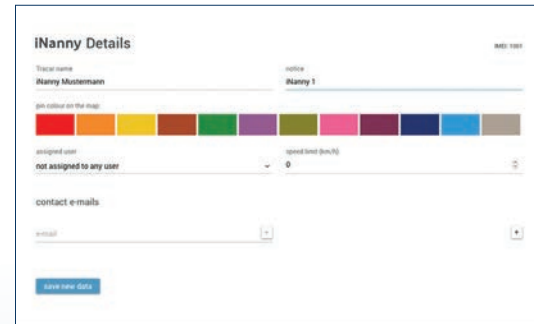 iNanny Details
IMEI: 1001
Tracar name
iNanny Mustermann
notice
iNanny 1
pin colour on the map:
assigned user
not assigned to any user
speed limit (km/h)
0
contact e-mails
e-mail
+
+
save new data